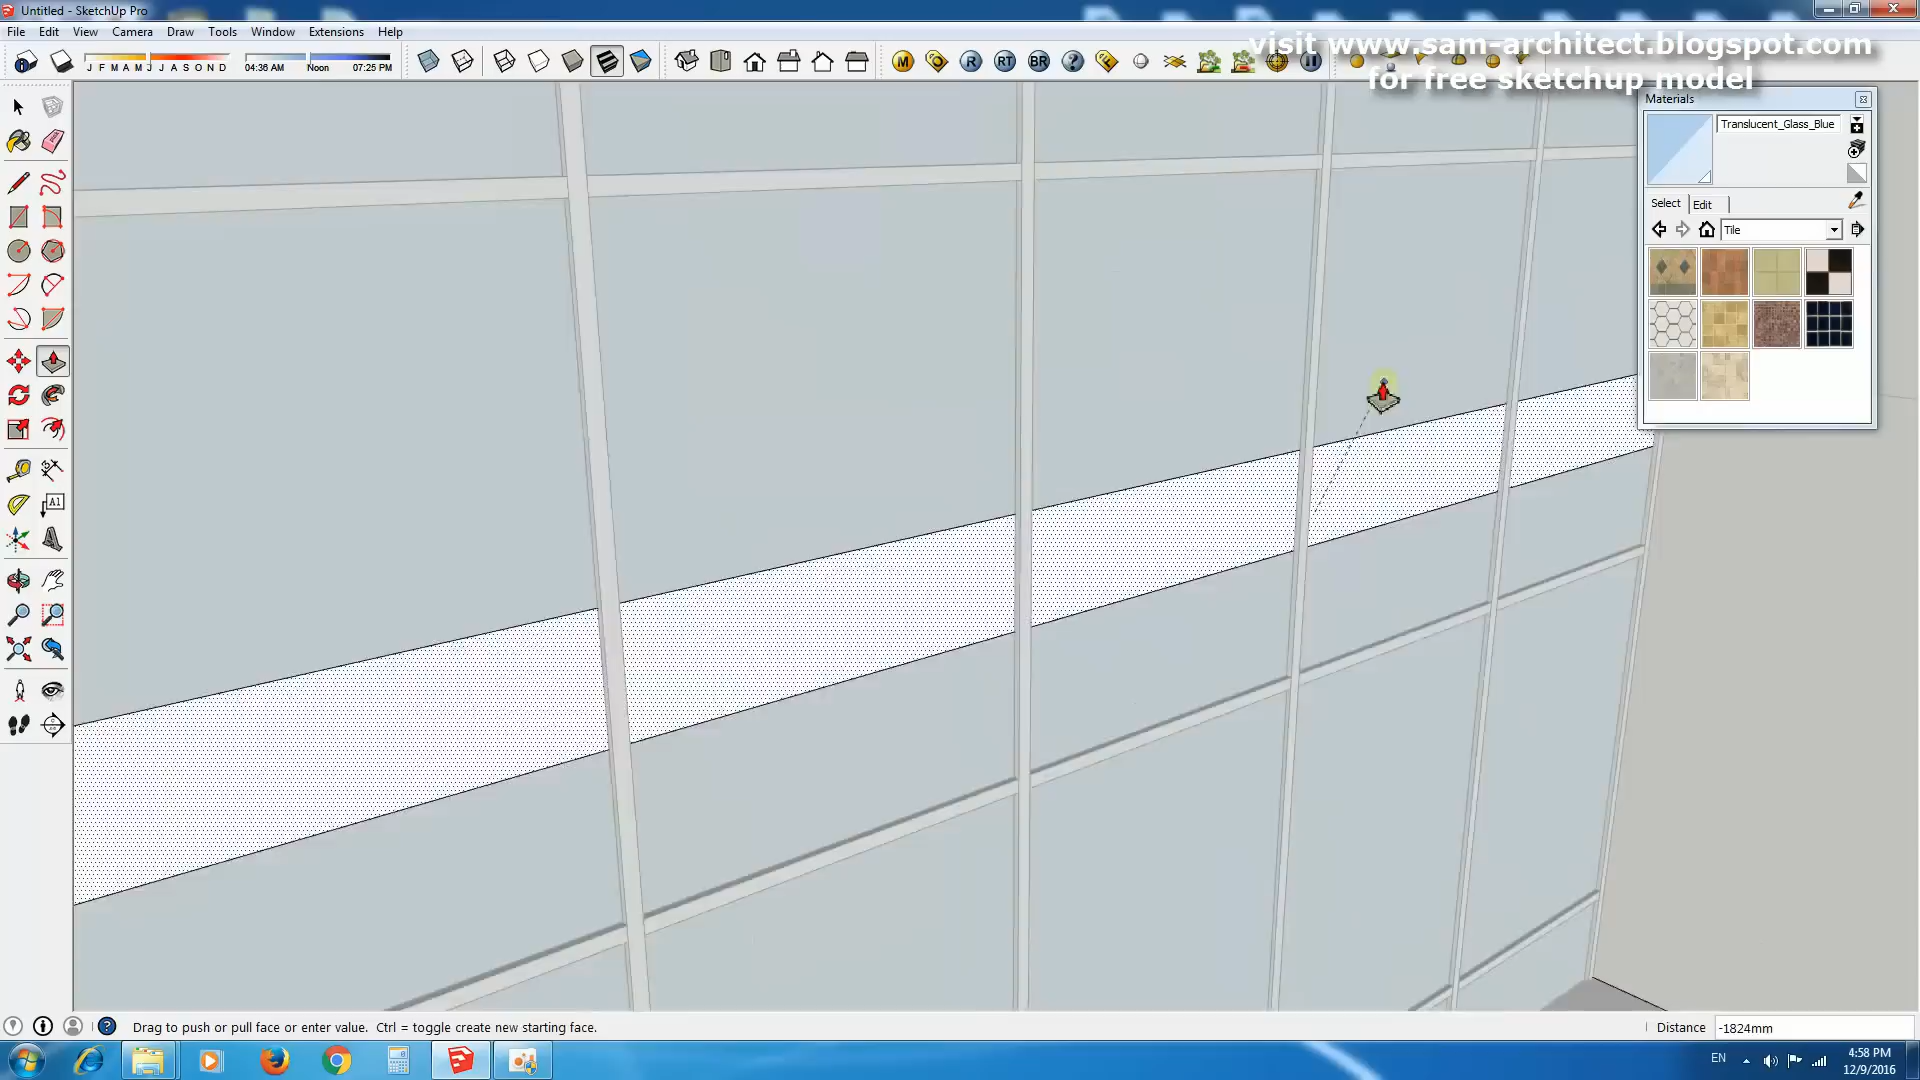 Untitled - SketchUp Pro
File Edit View Camera Draw Tools Window Extensions Help
J F M A M J J A S O N D
04:36 AM Noon 07:25 PM
M R RT BR ?
visit www.sam-architect.blogspot.com
for free sketchup model
Materials
Translucent_Glass_Blue
Select Edit
Tile
A1
Drag to push or pull face or enter value. Ctrl = toggle create new starting face.
Distance -1824mm
EN
4:58 PM
12/9/2016